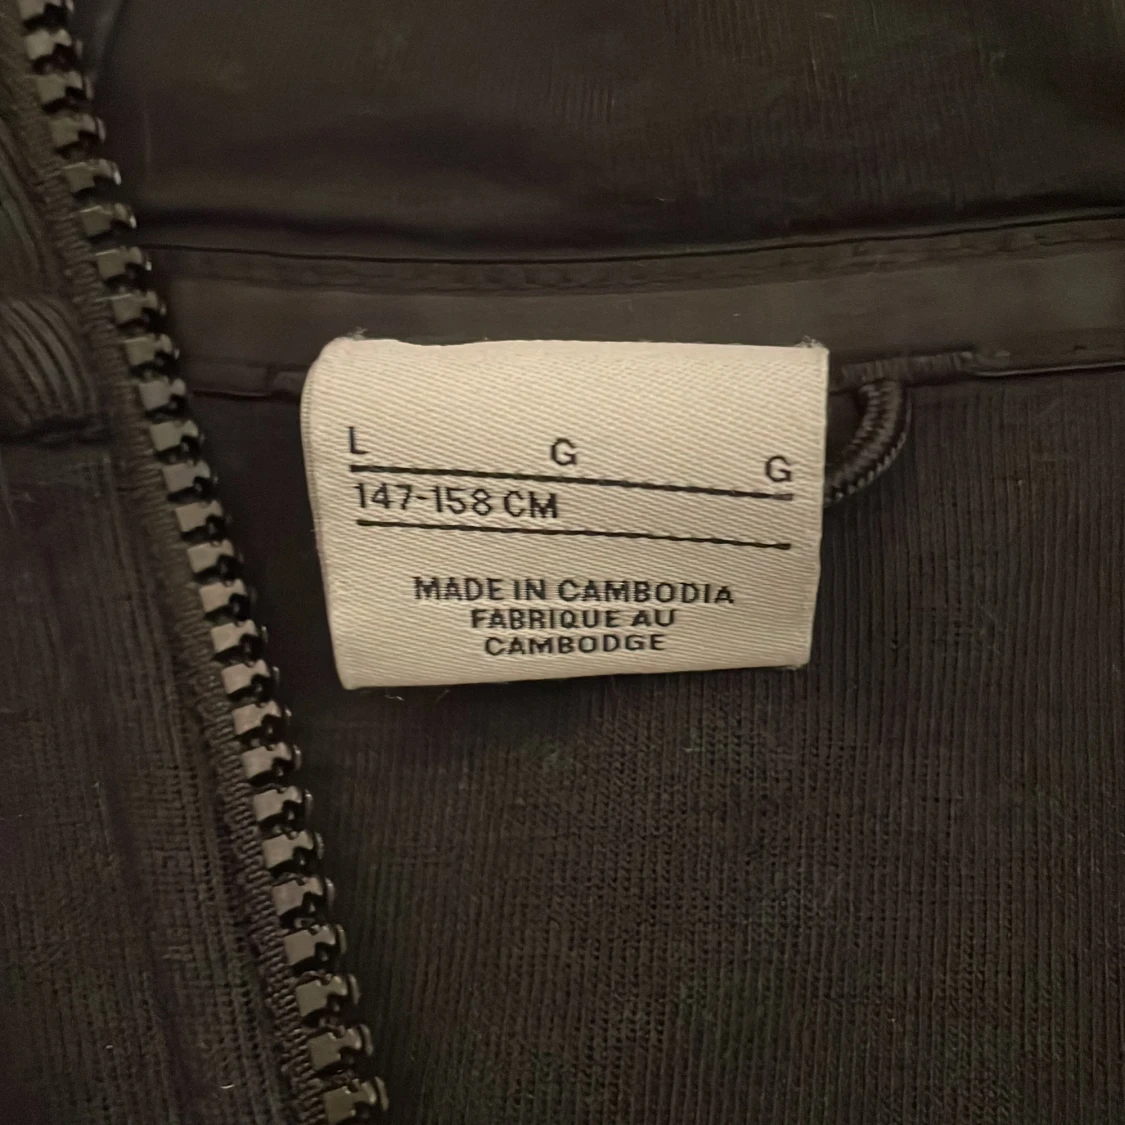 L G G
147-158 CM
MADE IN CAMBODIA
FABRIQUE AU
CAMBODGE